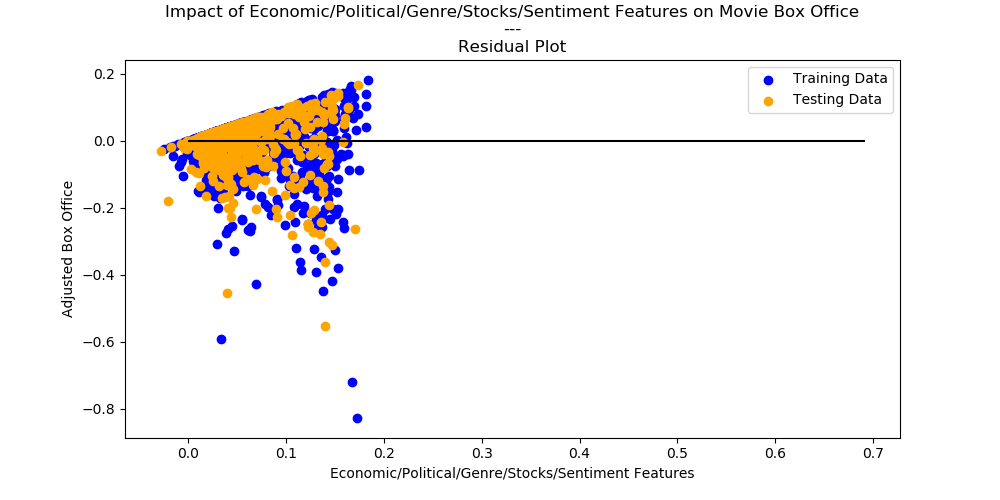 Impact of Economic/Political/Genre/Stocks/Sentiment Features on Movie Box Office
---
Residual Plot
Training Data
Testing Data
0.2
0.0
−0.2
−0.4
−0.6
−0.8
Adjusted Box Office
0.0 0.1 0.2 0.3 0.4 0.5 0.6 0.7
Economic/Political/Genre/Stocks/Sentiment Features